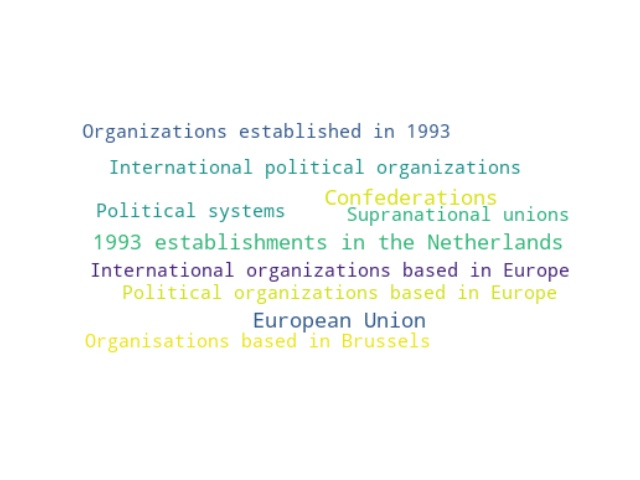 Organizations established in 1993
International political organizations
Confederations
Political systems
Supranational unions
1993 establishments in the Netherlands
International organizations based in Europe
Political organizations based in Europe
European Union
Organisations based in Brussels